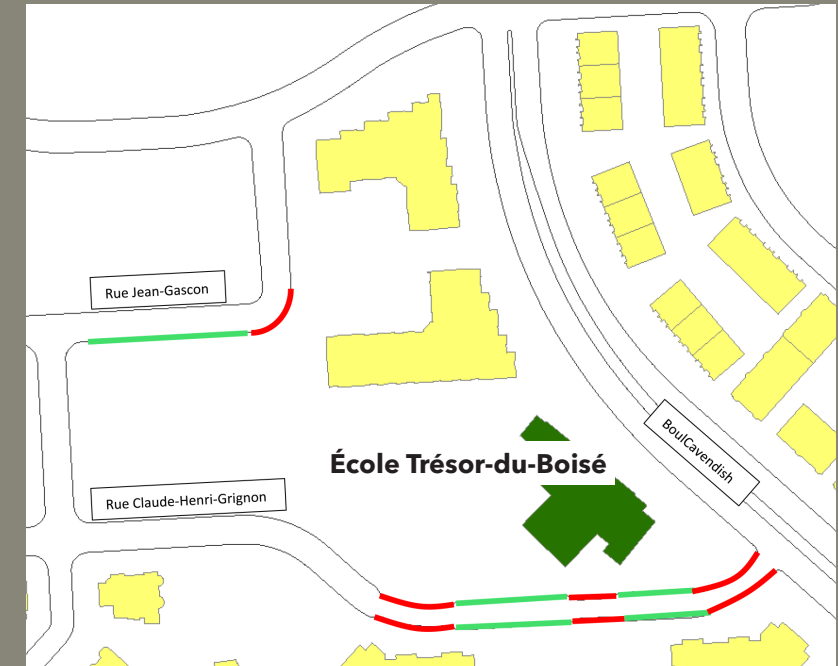 Rue Jean-Gascon
École Trésor-du-Boisé
BoulCavendish
Rue Claude-Henri-Grignon